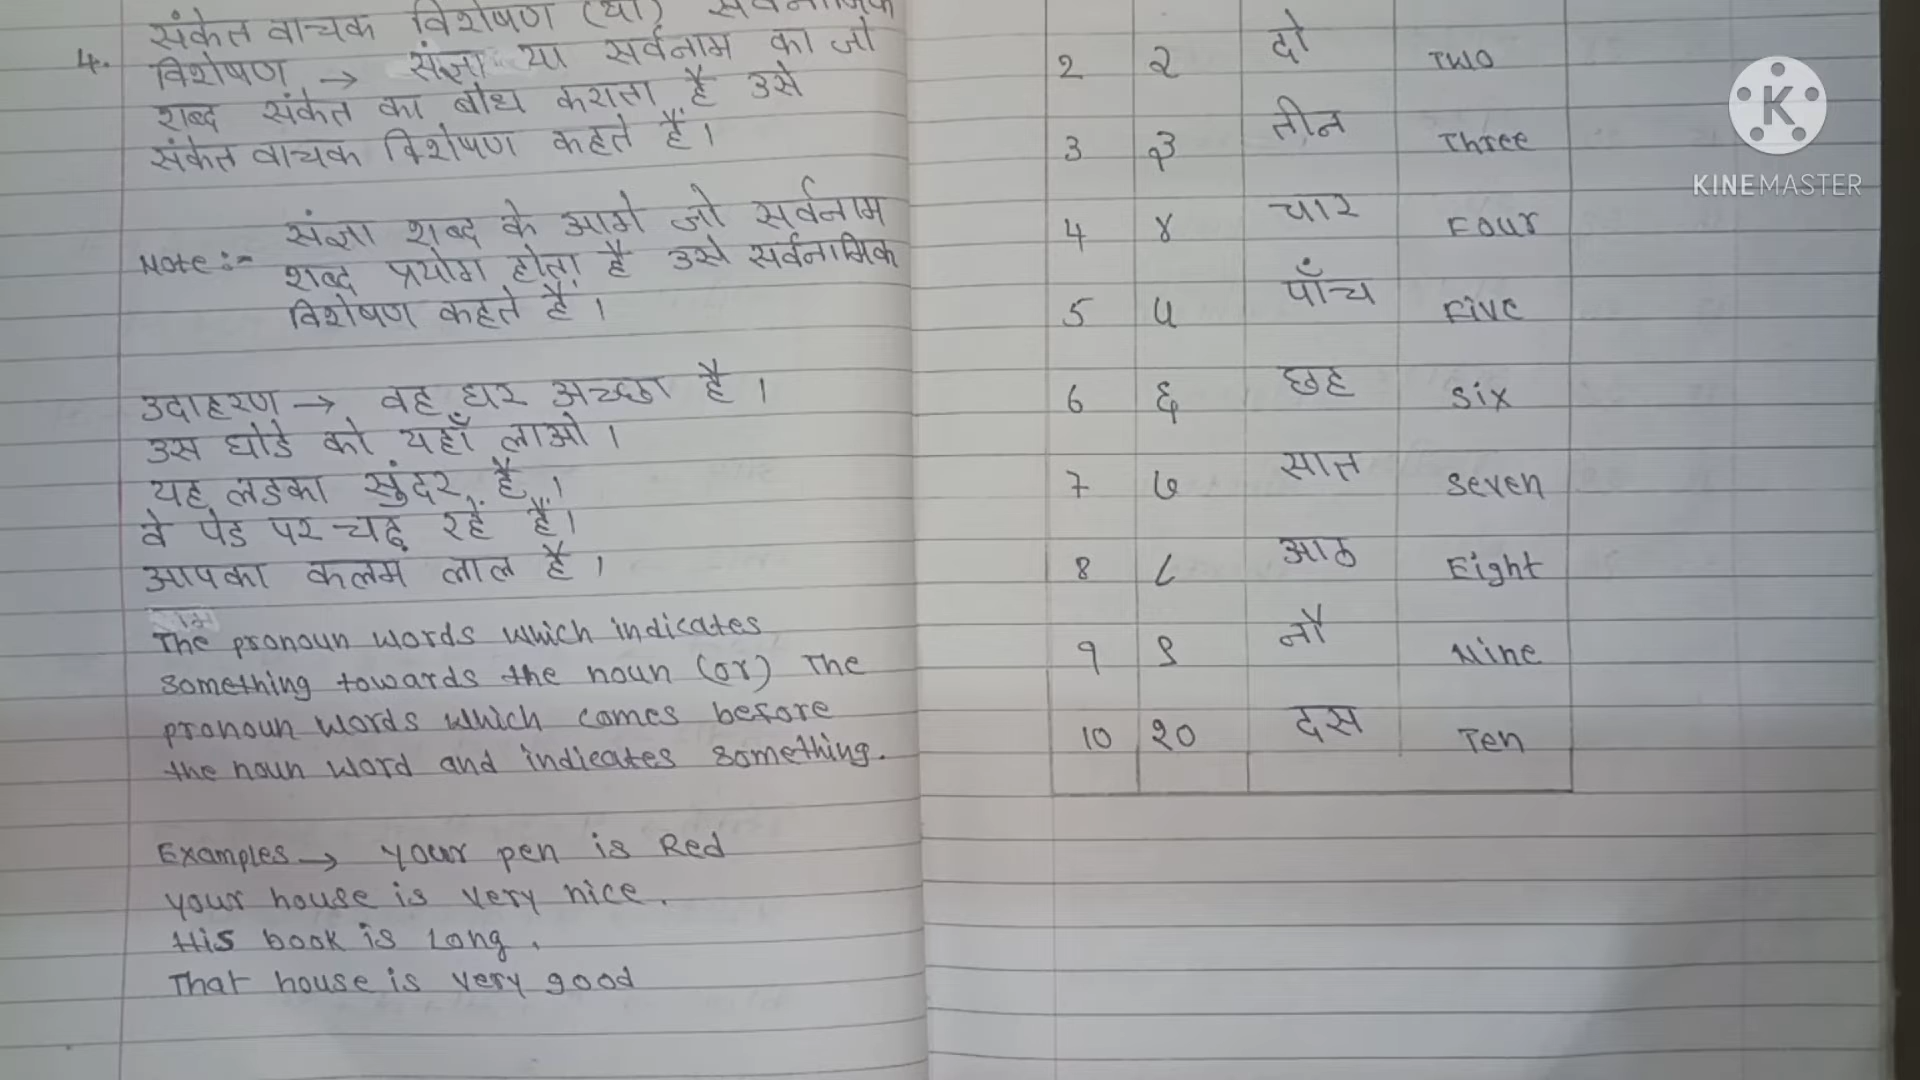 संकेत वाचक विशेषण (या) सर्वनामिक
4. विशेषण → संज्ञा या सर्वनाम का जो
शब्द संकेत का बोध कराता है उसे
संकेत वाचक विशेषण कहते हैं।
Note:- संज्ञा शब्द के आगे जो सर्वनाम
शब्द प्रयोग होता है उसे सर्वनामिक
विशेषण कहते हैं।
उदाहरण → वह घर अच्छा है।
उस घोडे को यहाँ लाओ।
यह लडका सुंदर है।
वे पेड पर चढ़ रहें हैं।
आपका कलम लाल है।
The pronoun words which indicates
something towards the noun (or) The
pronoun words which comes before
the noun word and indicates something.
Examples → your pen is Red
your house is very nice.
His book is Long.
That house is very good
2 २ दो Two
3 ३ तीन Three
4 ४ चार Four
5 ५ पाँच Five
6 ६ छह Six
7 ७ सात Seven
8 ८ आठ Eight
9 ९ नौ Nine
10 १० दस Ten
K
KINEMASTER